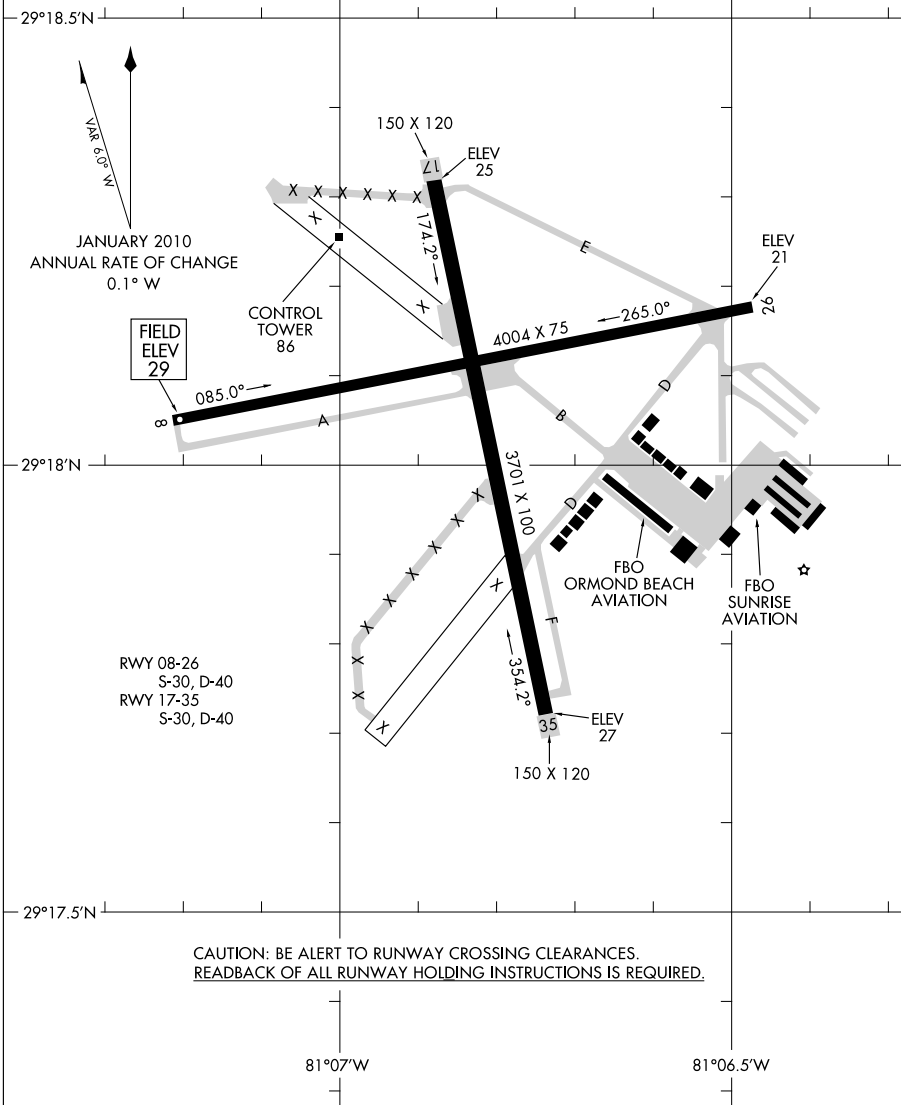 29°18.5'N
VAR 6.0° W
JANUARY 2010
ANNUAL RATE OF CHANGE
0.1° W
150 X 120
17
ELEV
25
X X X X X X
X
174.2°
E
ELEV
21
CONTROL
TOWER
86
X
26
265.0°
4004 X 75
FIELD
ELEV
29
085.0°
8
A
D
B
29°18'N
3701 X 100
D
X
X
X
X
X
X
X
X
X
X
FBO
ORMOND BEACH
AVIATION
FBO
SUNRISE
AVIATION
F
354.2°
RWY 08-26
S-30, D-40
RWY 17-35
S-30, D-40
35
ELEV
27
150 X 120
29°17.5'N
CAUTION: BE ALERT TO RUNWAY CROSSING CLEARANCES.
READBACK OF ALL RUNWAY HOLDING INSTRUCTIONS IS REQUIRED.
81°07'W
81°06.5'W